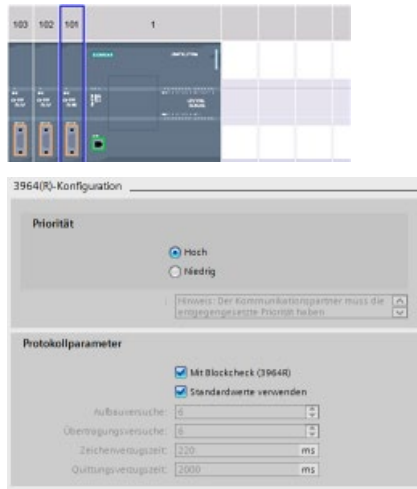 103 102 101 1
SIEMENS
3964(R)-Konfiguration
Priorität
Hoch
Niedrig
Hinweis: Der Kommunikationspartner muss die
entgegengesetzte Priorität haben
Protokollparameter
Mit Blockcheck (3964R)
Standardwerte verwenden
Aufbauversuche: 6
Übertragungsversuche: 6
Zeichenverzugszeit: 220 ms
Quittungsverzugszeit: 2000 ms